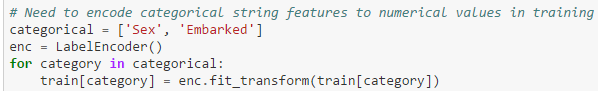 # Need to encode categorical string features to numerical values in training
categorical = ['Sex', 'Embarked']
enc = LabelEncoder()
for category in categorical:
    train[category] = enc.fit_transform(train[category])